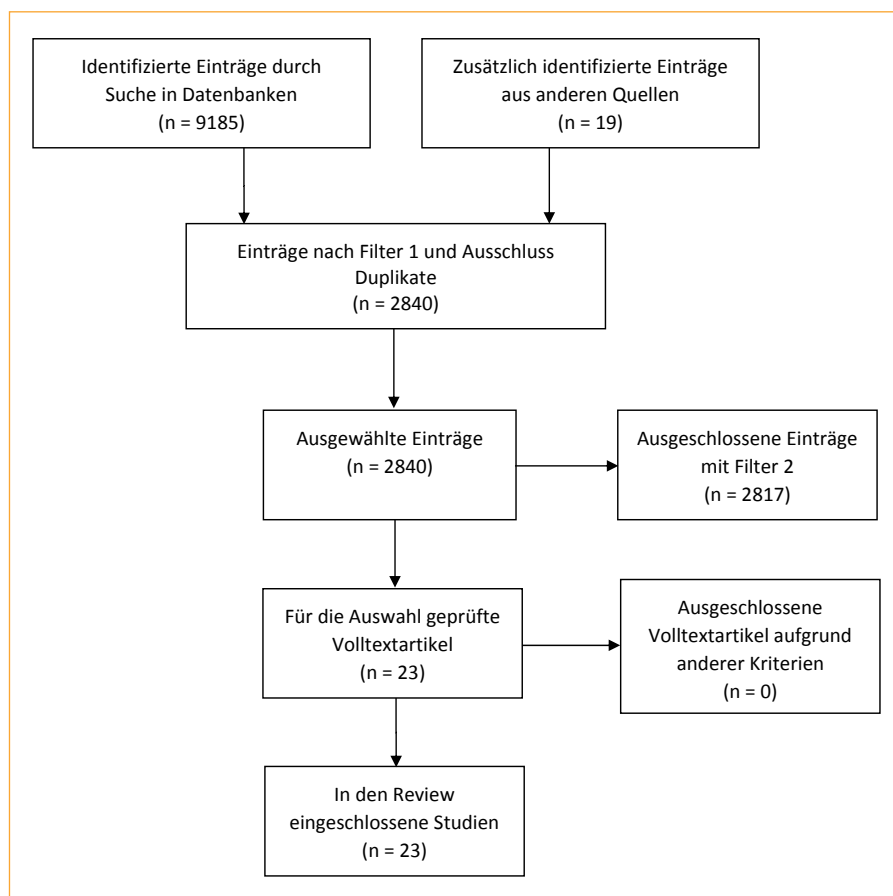 Identifizierte Einträge durch
Suche in Datenbanken
(n = 9185)
Zusätzlich identifizierte Einträge
aus anderen Quellen
(n = 19)
Einträge nach Filter 1 und Ausschluss
Duplikate
(n = 2840)
Ausgewählte Einträge
(n = 2840)
Ausgeschlossene Einträge
mit Filter 2
(n = 2817)
Für die Auswahl geprüfte
Volltextartikel
(n = 23)
Ausgeschlossene
Volltextartikel aufgrund
anderer Kriterien
(n = 0)
In den Review
eingeschlossene Studien
(n = 23)